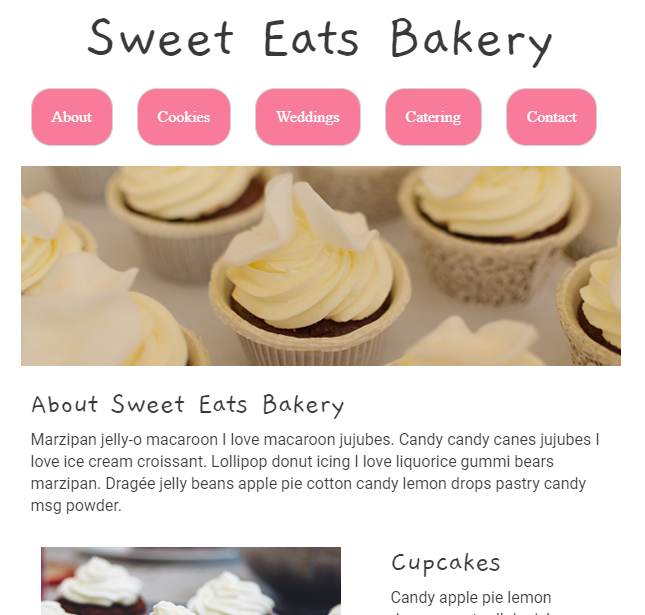 Sweet Eats Bakery
About Cookies Weddings Catering Contact
About Sweet Eats Bakery
Marzipan jelly-o macaroon I love macaroon jujubes. Candy candy canes jujubes I
love ice cream croissant. Lollipop donut icing I love liquorice gummi bears
marzipan. Dragée jelly beans apple pie cotton candy lemon drops pastry candy
msg powder.
Cupcakes
Candy apple pie lemon